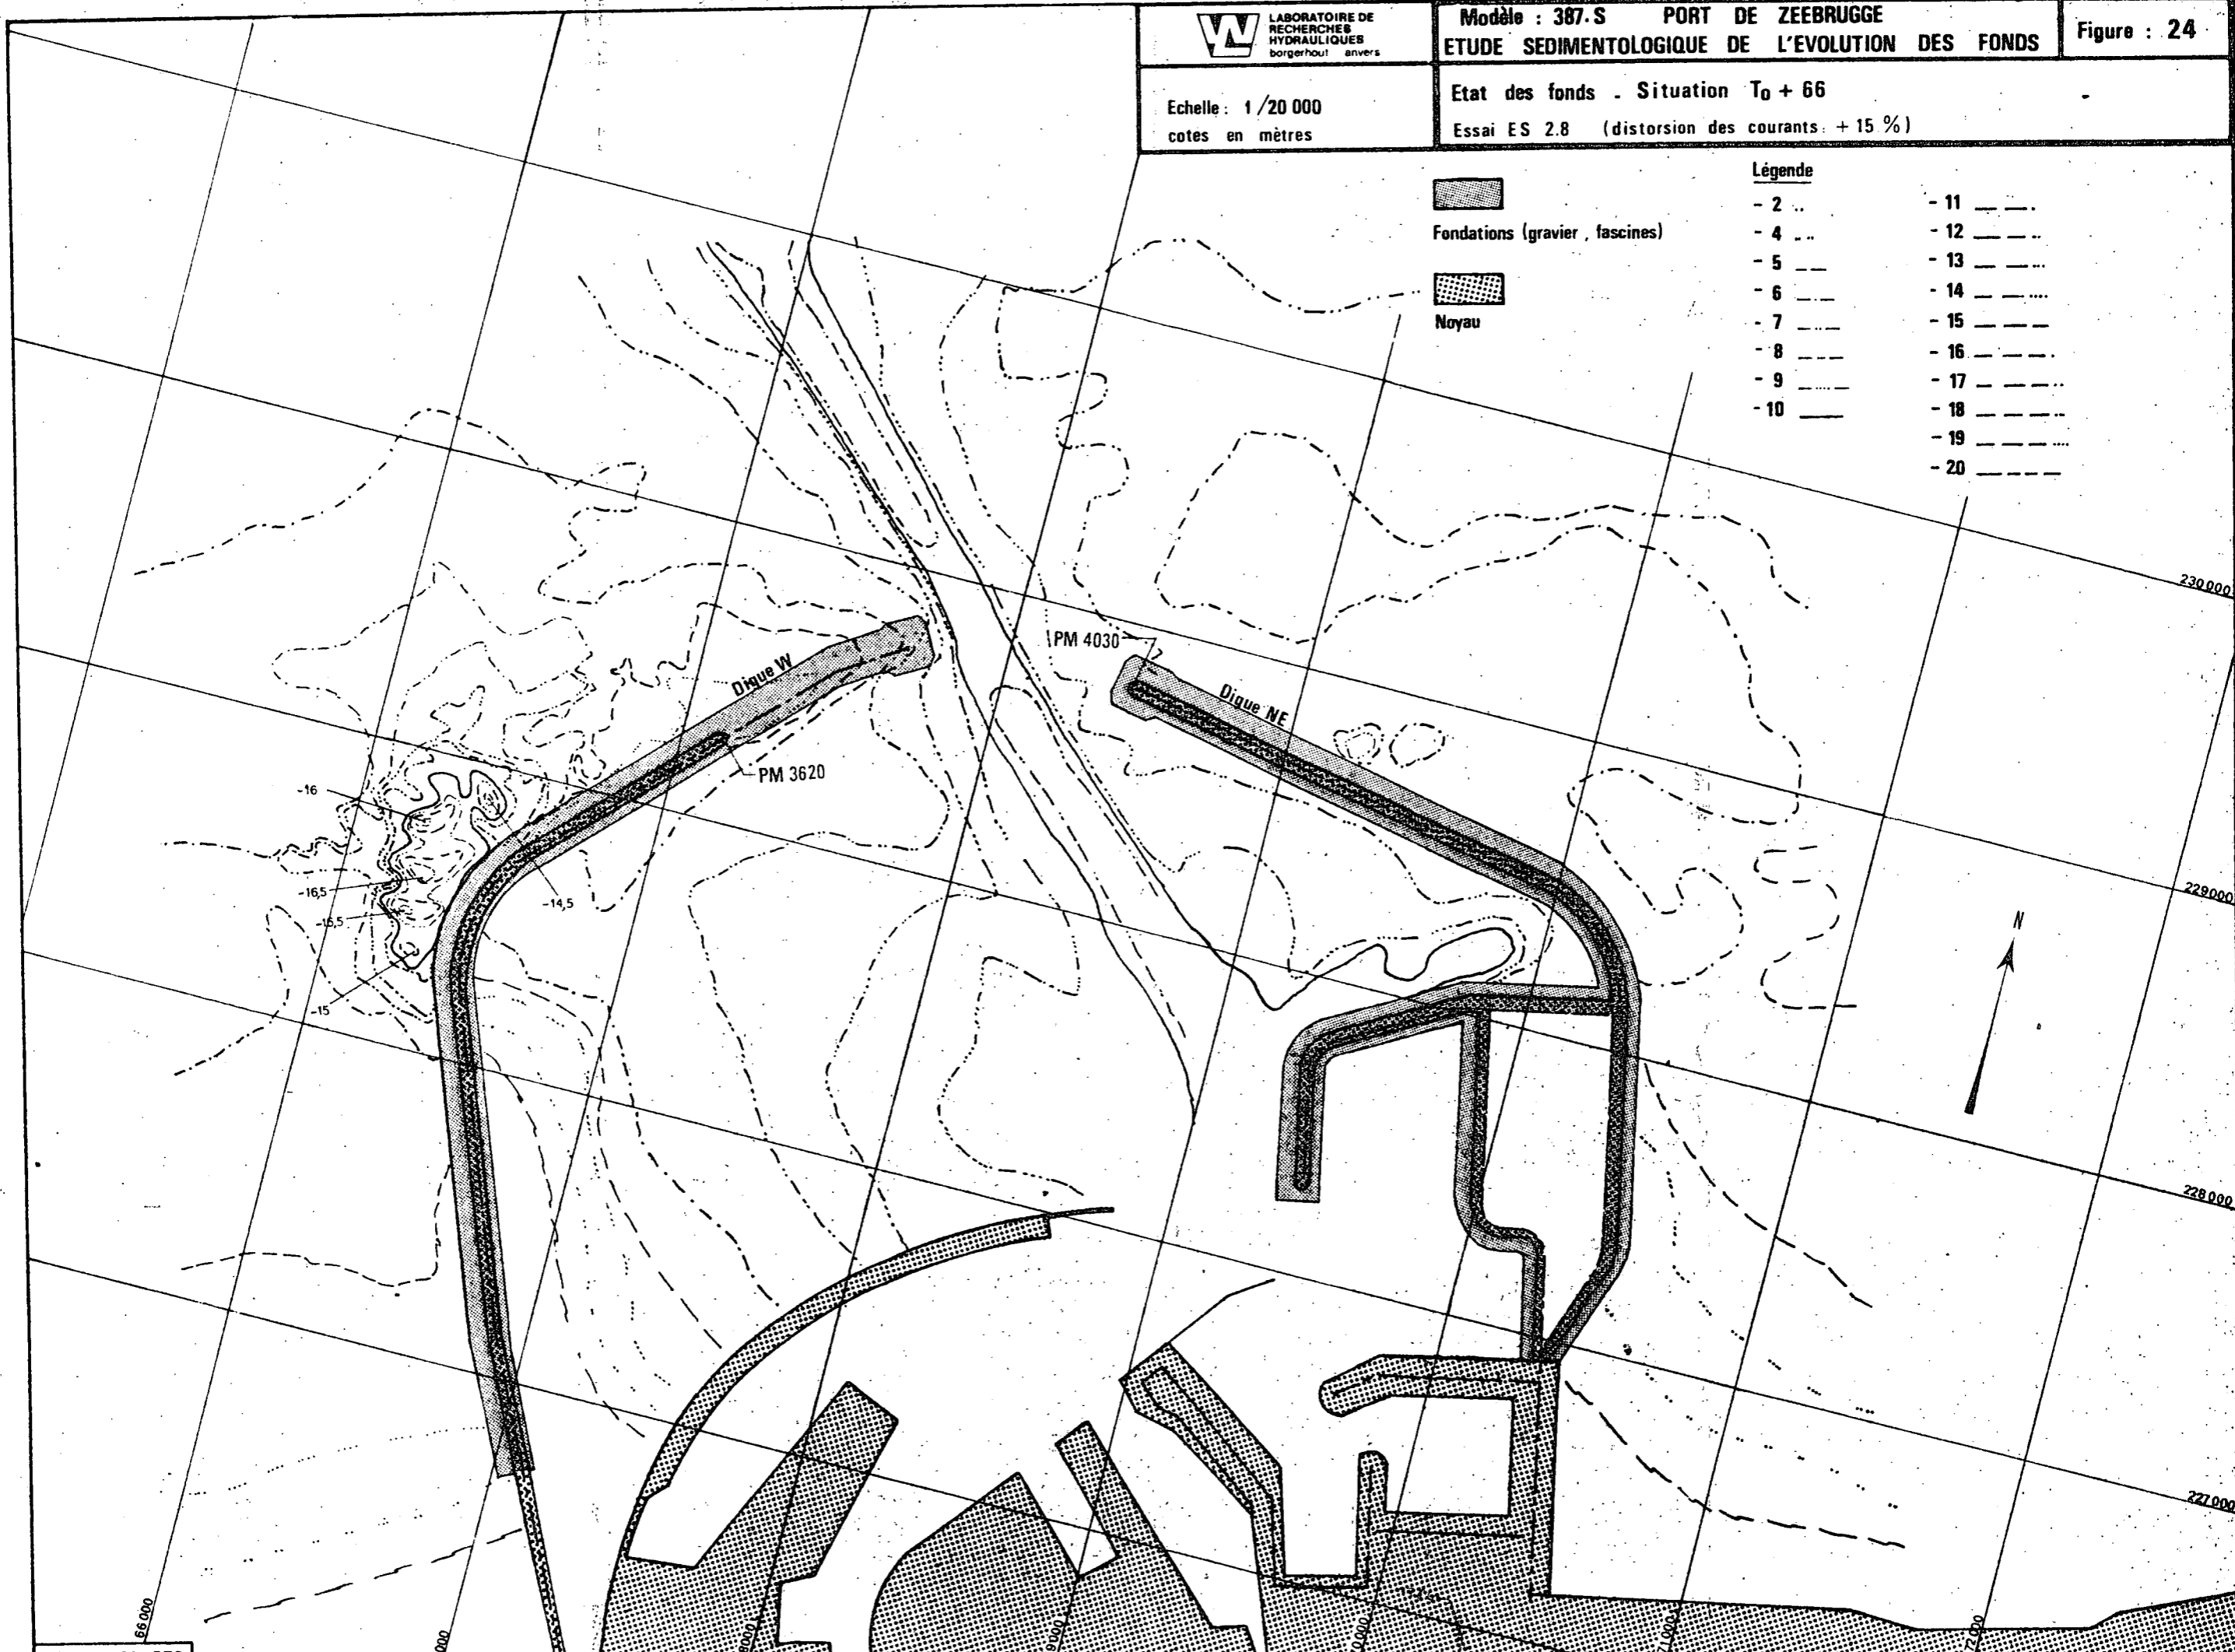 LABORATOIRE DE
RECHERCHES
HYDRAULIQUES
borgerhout anvers
Modèle : 387.S PORT DE ZEEBRUGGE
ETUDE SEDIMENTOLOGIQUE DE L'EVOLUTION DES FONDS
Figure : 24
Echelle : 1/20 000
cotes en mètres
Etat des fonds - Situation T₀ + 66
Essai ES 2.8 (distorsion des courants : + 15 %)
Fondations (gravier , fascines)
Noyau
Légende
- 2
- 4
- 5
- 6
- 7
- 8
- 9
- 10
- 11
- 12
- 13
- 14
- 15
- 16
- 17
- 18
- 19
- 20
230 000
PM 4030
Digue W
Digue NE
PM 3620
-16
-16,5
-14,5
-15
229 000
N
228 000
227 000
66 000
72 000